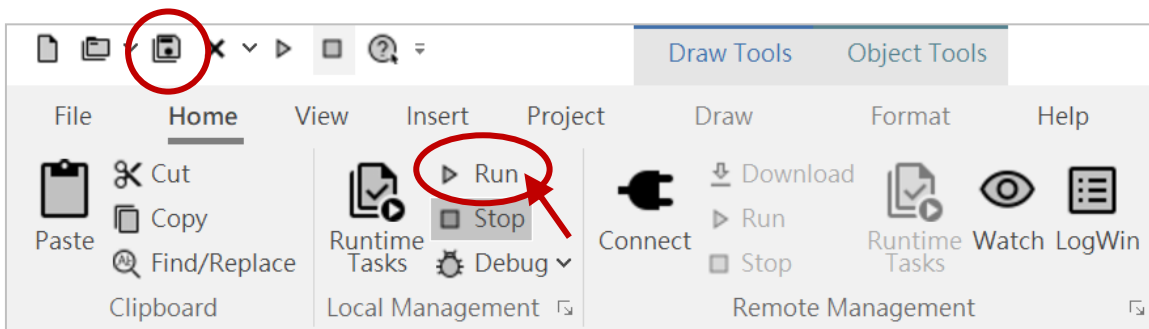 Draw Tools Object Tools
File Home View Insert Project Draw Format Help
Paste
Cut
Copy
Find/Replace
Clipboard
Runtime
Tasks
Run
Stop
Debug
Local Management
Connect
Download
Run
Stop
Runtime
Tasks
Watch
LogWin
Remote Management